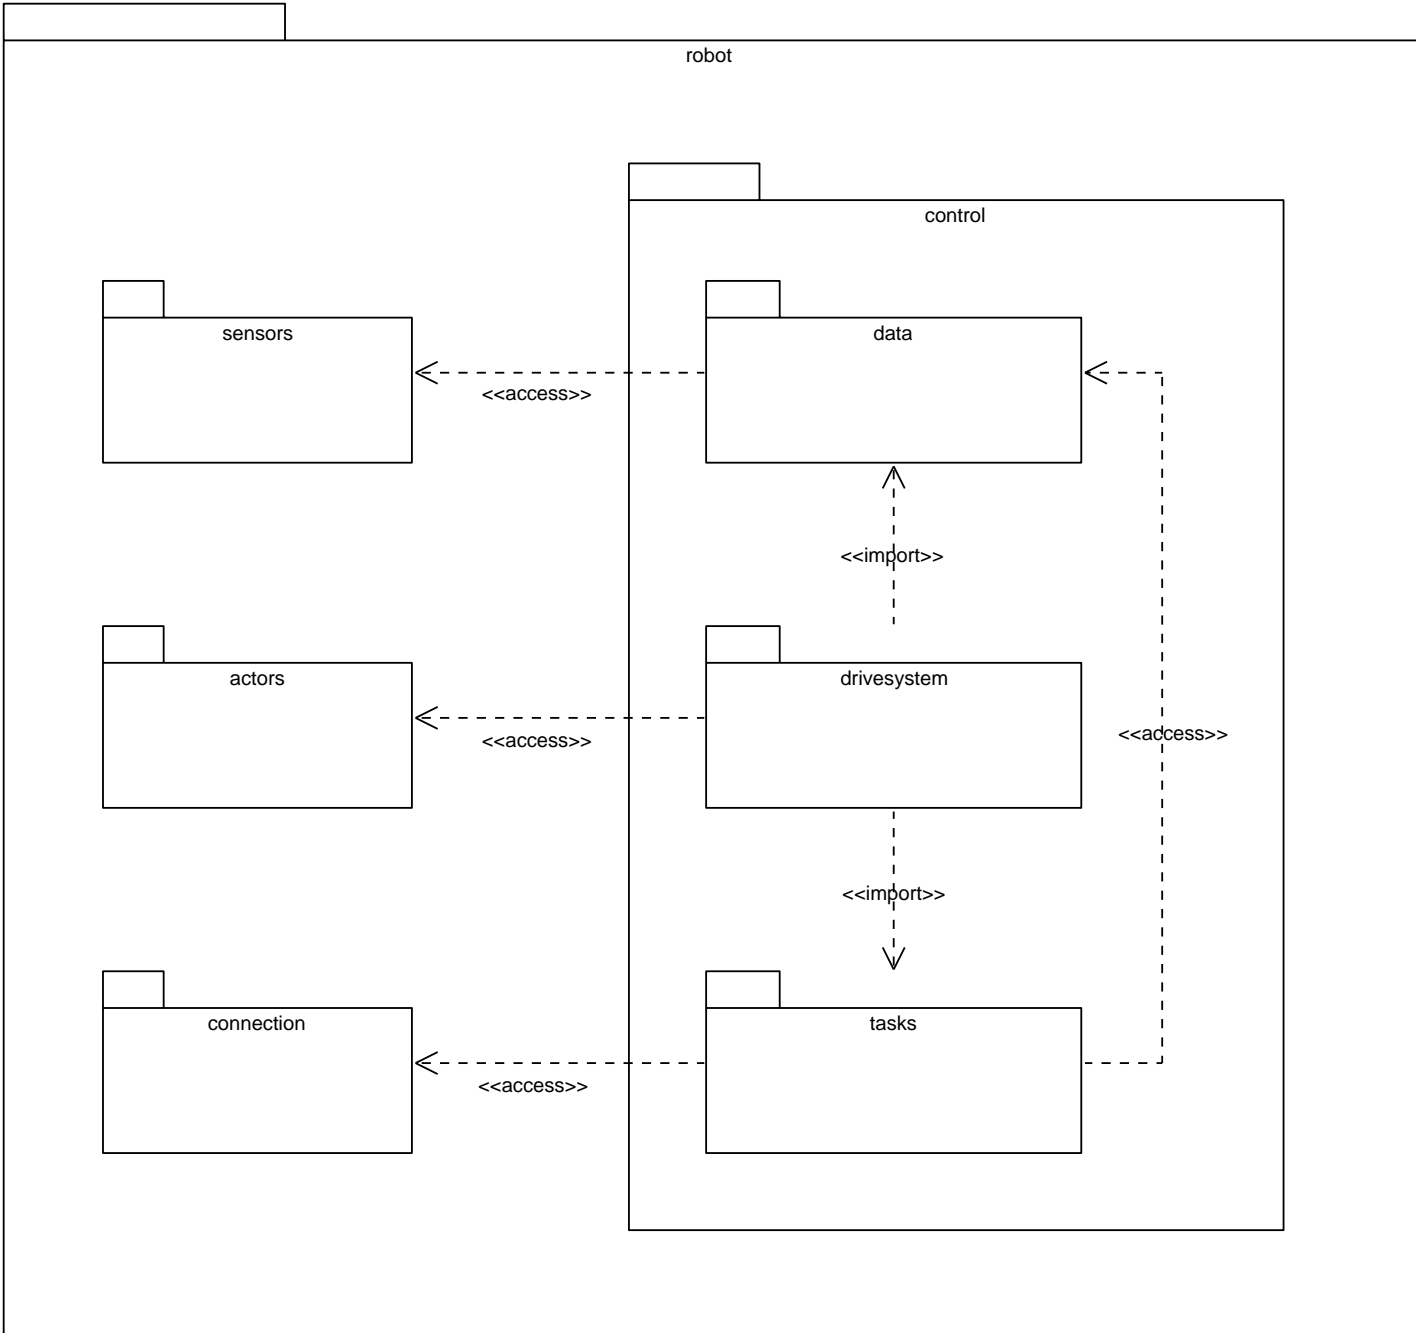 robot
control
sensors
data
<<access>>
<<import>>
actors
drivesystem
<<access>>
<<access>>
<<import>>
connection
tasks
<<access>>